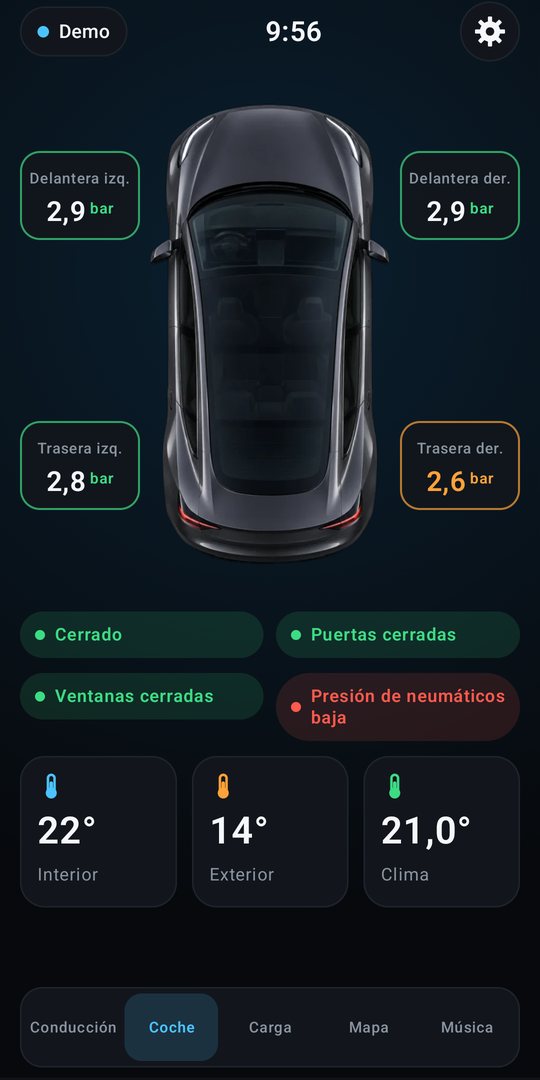 Demo
9:56
Delantera izq.
2,9 bar
Delantera der.
2,9 bar
Trasera izq.
2,8 bar
Trasera der.
2,6 bar
Cerrado
Puertas cerradas
Ventanas cerradas
Presión de neumáticos
baja
22°
Interior
14°
Exterior
21,0°
Clima
Conducción
Coche
Carga
Mapa
Música